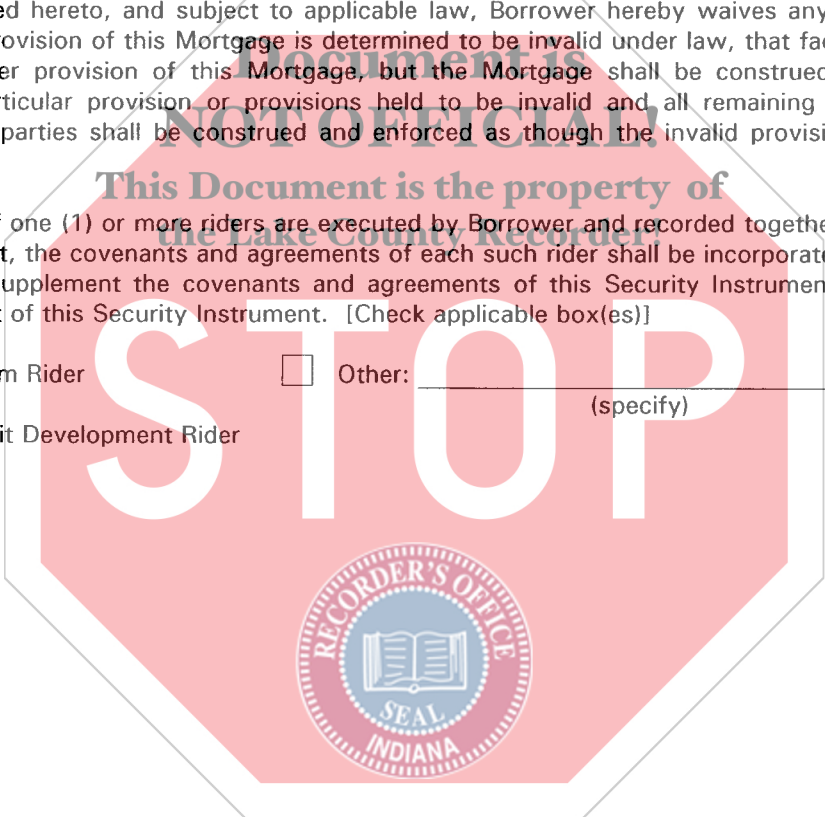 ed hereto, and subject to applicable law, Borrower hereby waives any
ovision of this Mortgage is determined to be invalid under law, that fac
Document is
er provision of this Mortgage, but the Mortgage shall be construed
rticular provision or provisions held to be invalid and all remaining
NOT OFFICIAL!
parties shall be construed and enforced as though the invalid provisi
This Document is the property of
f one (1) or more riders are executed by Borrower and recorded togethe
the Lake County Recorder!
t, the covenants and agreements of each such rider shall be incorporate
upplement the covenants and agreements of this Security Instrumen
t of this Security Instrument. [Check applicable box(es)]
m Rider
Other:
(specify)
it Development Rider
STOP
RECORDER'S OFFICE
SEAL
INDIANA